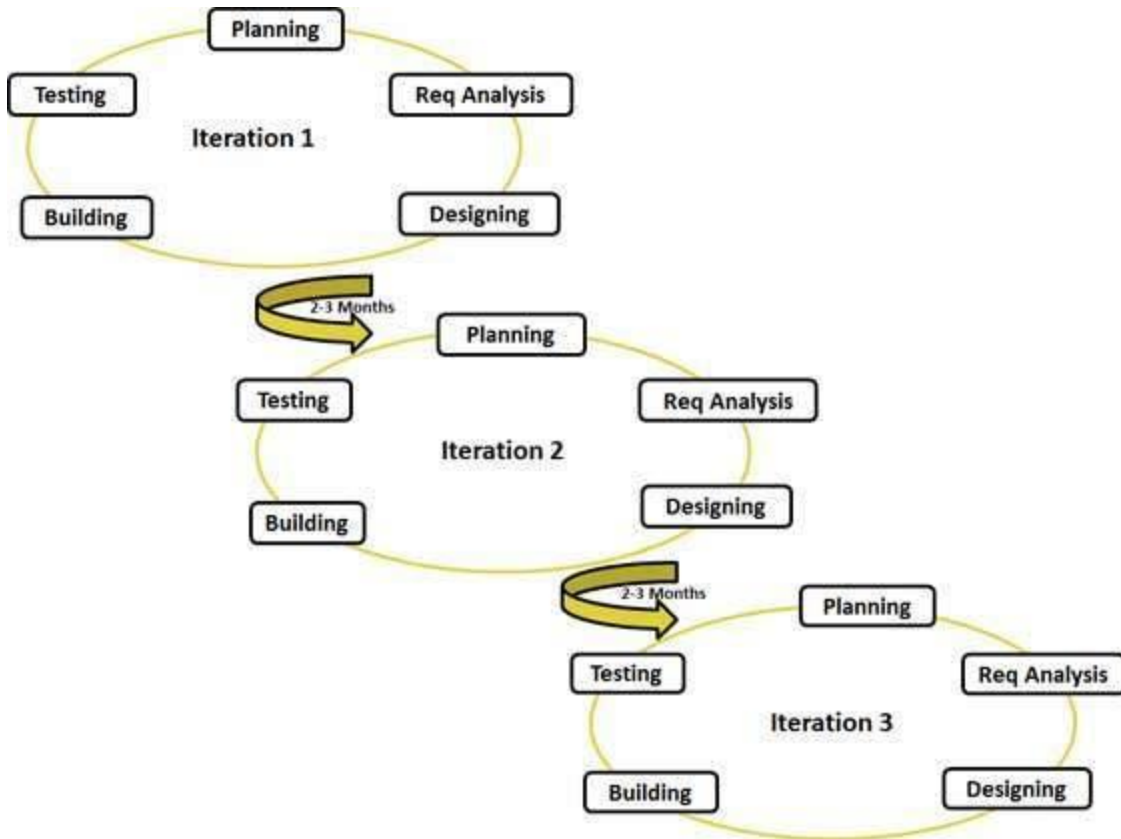 Planning
Testing
Req Analysis
Iteration 1
Building
Designing
2-3 Months
Planning
Testing
Req Analysis
Iteration 2
Building
Designing
2-3 Months
Planning
Testing
Req Analysis
Iteration 3
Building
Designing